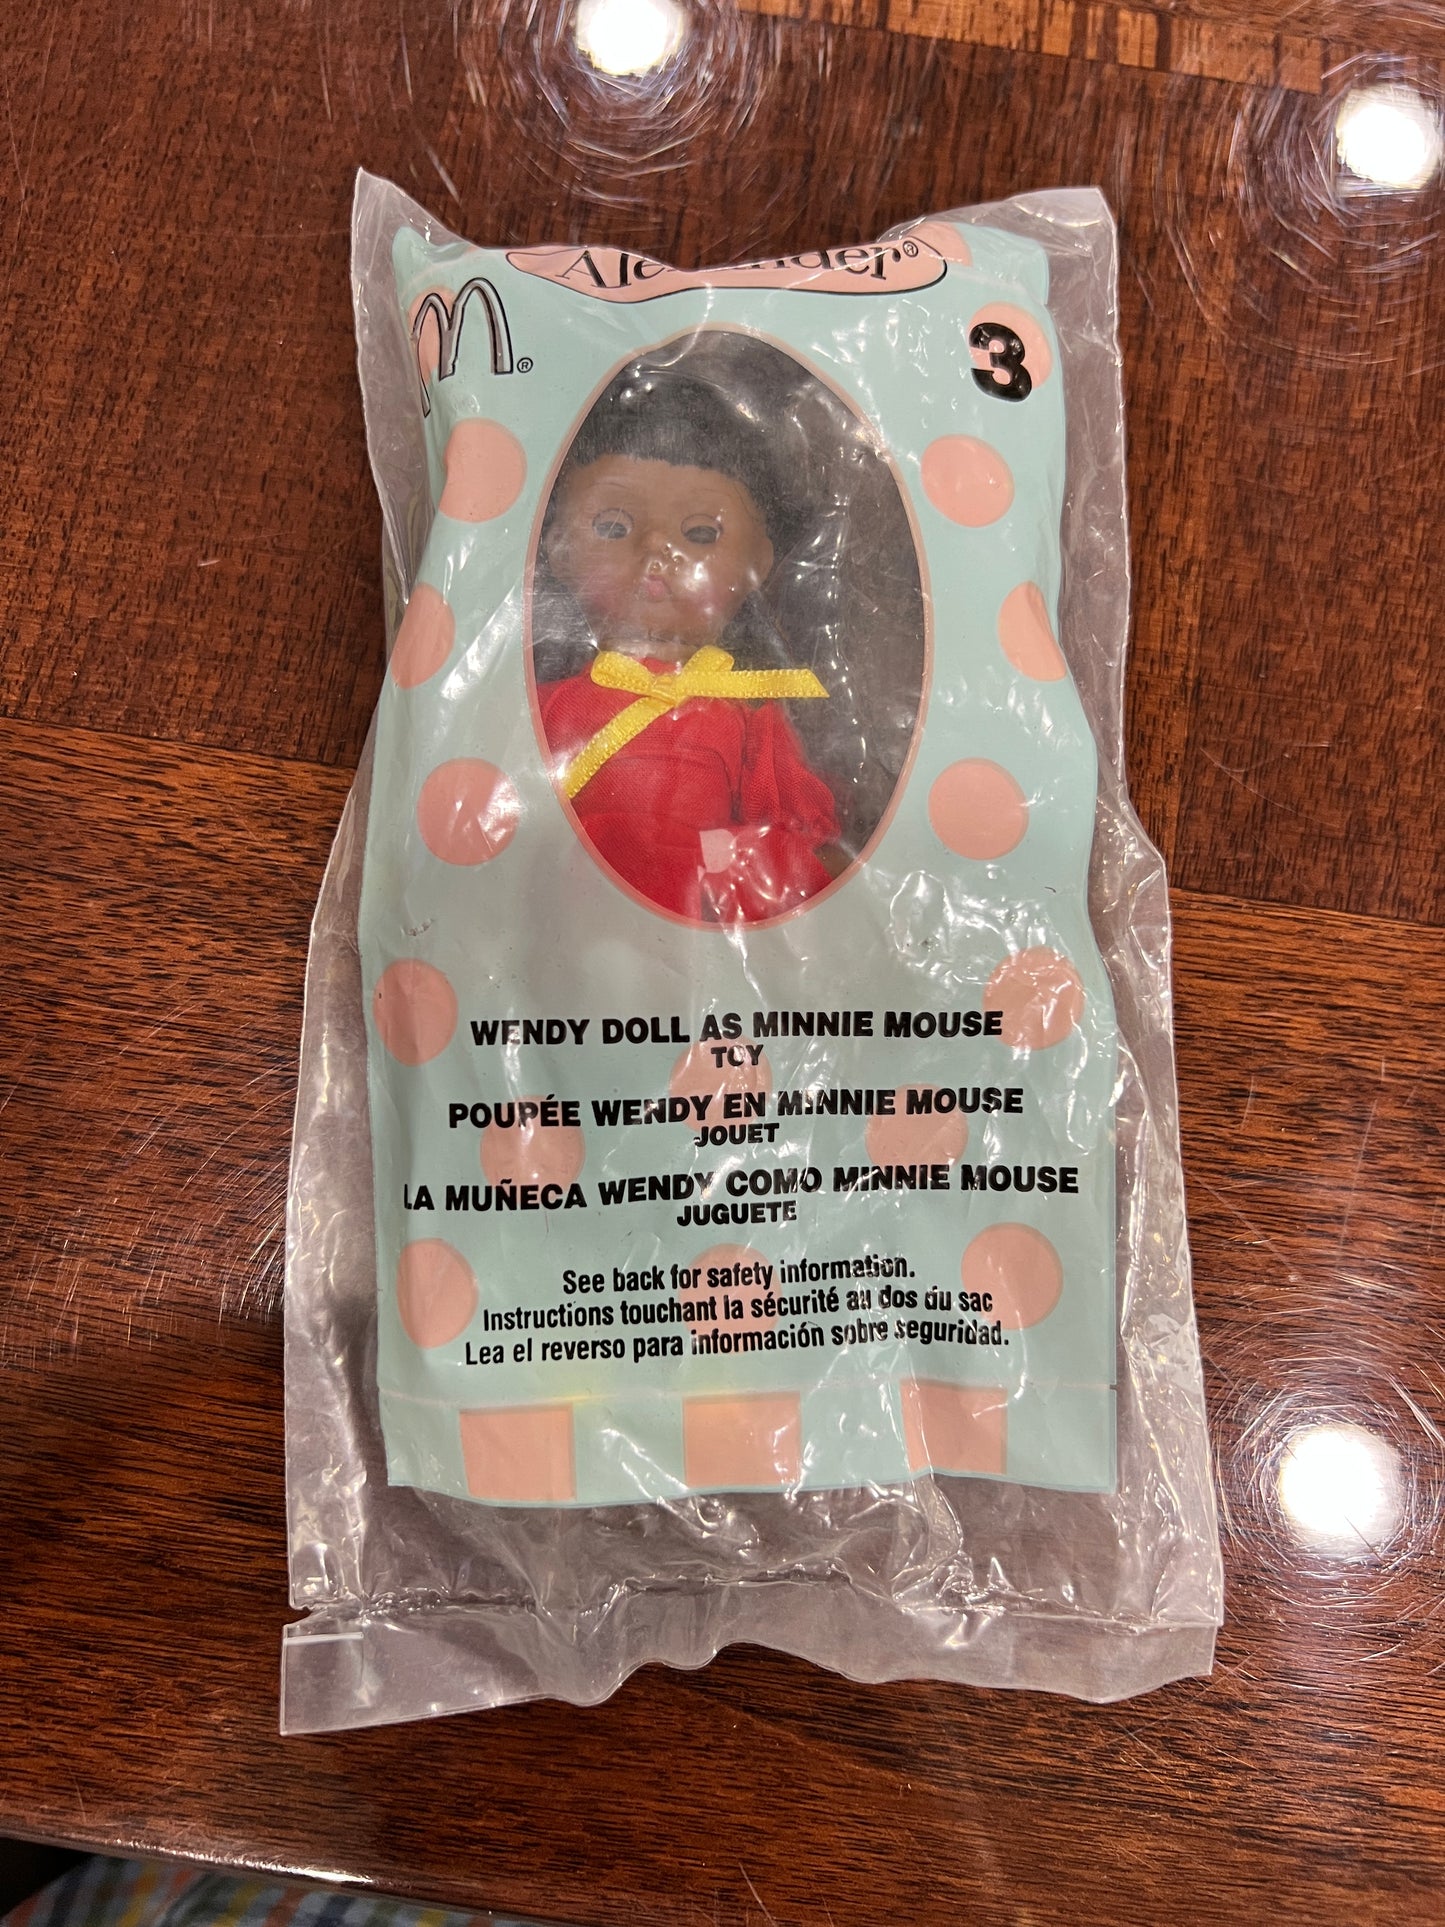 Alexander®
M®
3
WENDY DOLL AS MINNIE MOUSE
TOY
POUPÉE WENDY EN MINNIE MOUSE
JOUET
LA MUÑECA WENDY COMO MINNIE MOUSE
JUGUETE
See back for safety information.
Instructions touchant la sécurité au dos du sac
Lea el reverso para información sobre seguridad.